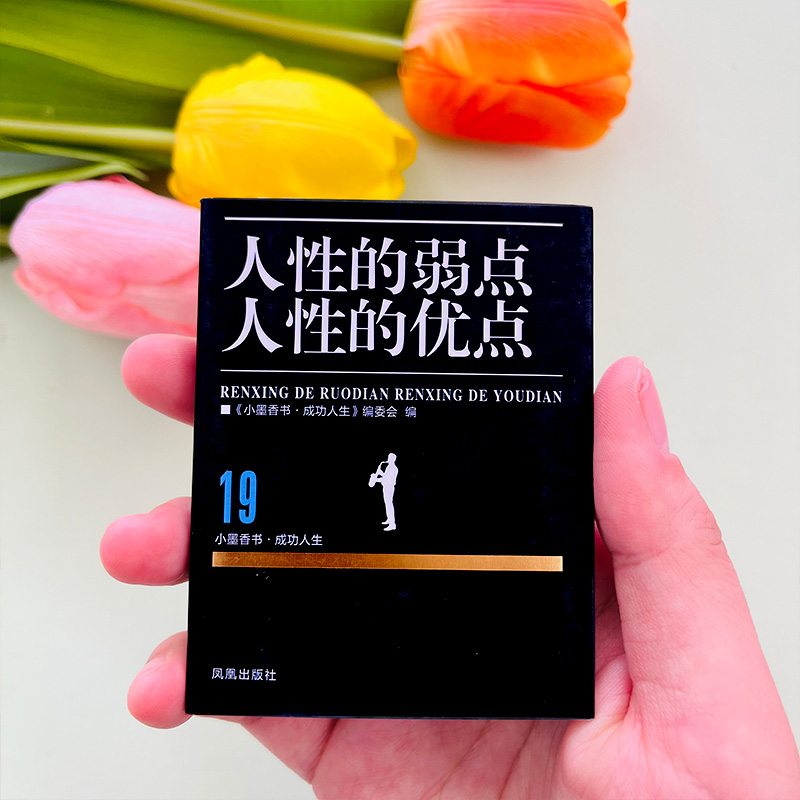 人性的弱点
人性的优点
RENXING DE RUODIAN RENXING DE YOUDIAN
■《小墨香书·成功人生》编委会 编
19
小墨香书·成功人生
凤凰出版社